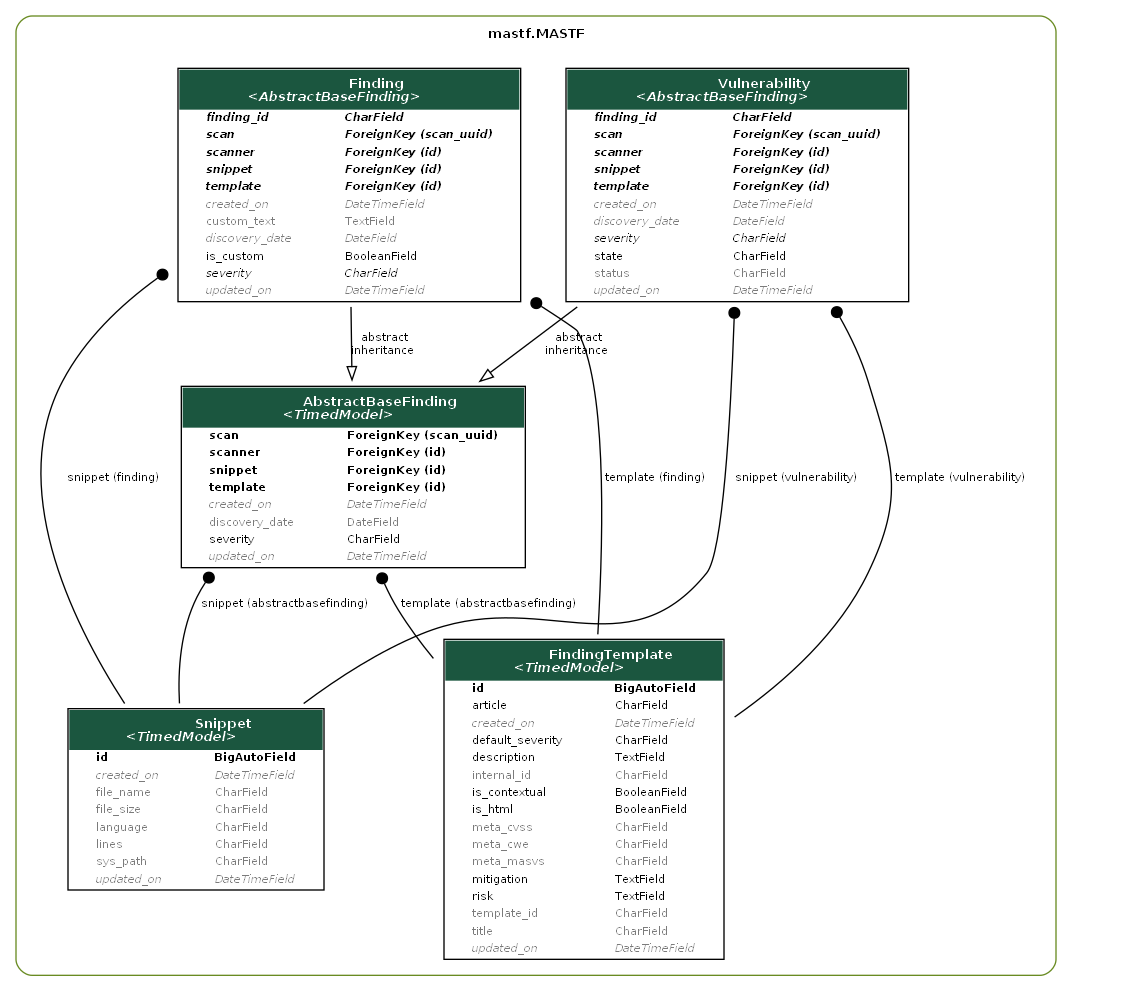 mastf.MASTF
Finding
<AbstractBaseFinding>
finding_id CharField
scan ForeignKey (scan_uuid)
scanner ForeignKey (id)
snippet ForeignKey (id)
template ForeignKey (id)
created_on DateTimeField
custom_text TextField
discovery_date DateField
is_custom BooleanField
severity CharField
updated_on DateTimeField
Vulnerability
<AbstractBaseFinding>
finding_id CharField
scan ForeignKey (scan_uuid)
scanner ForeignKey (id)
snippet ForeignKey (id)
template ForeignKey (id)
created_on DateTimeField
discovery_date DateField
severity CharField
state CharField
status CharField
updated_on DateTimeField
abstract
inheritance
abstract
inheritance
AbstractBaseFinding
<TimedModel>
scan ForeignKey (scan_uuid)
scanner ForeignKey (id)
snippet ForeignKey (id)
template ForeignKey (id)
created_on DateTimeField
discovery_date DateField
severity CharField
updated_on DateTimeField
snippet (finding)
template (finding)
snippet (vulnerability)
template (vulnerability)
snippet (abstractbasefinding)
template (abstractbasefinding)
FindingTemplate
<TimedModel>
id BigAutoField
article CharField
created_on DateTimeField
default_severity CharField
description TextField
internal_id CharField
is_contextual BooleanField
is_html BooleanField
meta_cvss CharField
meta_cwe CharField
meta_masvs CharField
mitigation TextField
risk TextField
template_id CharField
title CharField
updated_on DateTimeField
Snippet
<TimedModel>
id BigAutoField
created_on DateTimeField
file_name CharField
file_size CharField
language CharField
lines CharField
sys_path CharField
updated_on DateTimeField